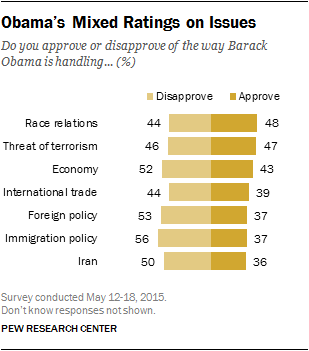 Obama's Mixed Ratings on Issues
Do you approve or disapprove of the way Barack
Obama is handling... (%)
Disapprove Approve
Race relations 44 48
Threat of terrorism 46 47
Economy 52 43
International trade 44 39
Foreign policy 53 37
Immigration policy 56 37
Iran 50 36
Survey conducted May 12-18, 2015.
Don't know responses not shown.
PEW RESEARCH CENTER